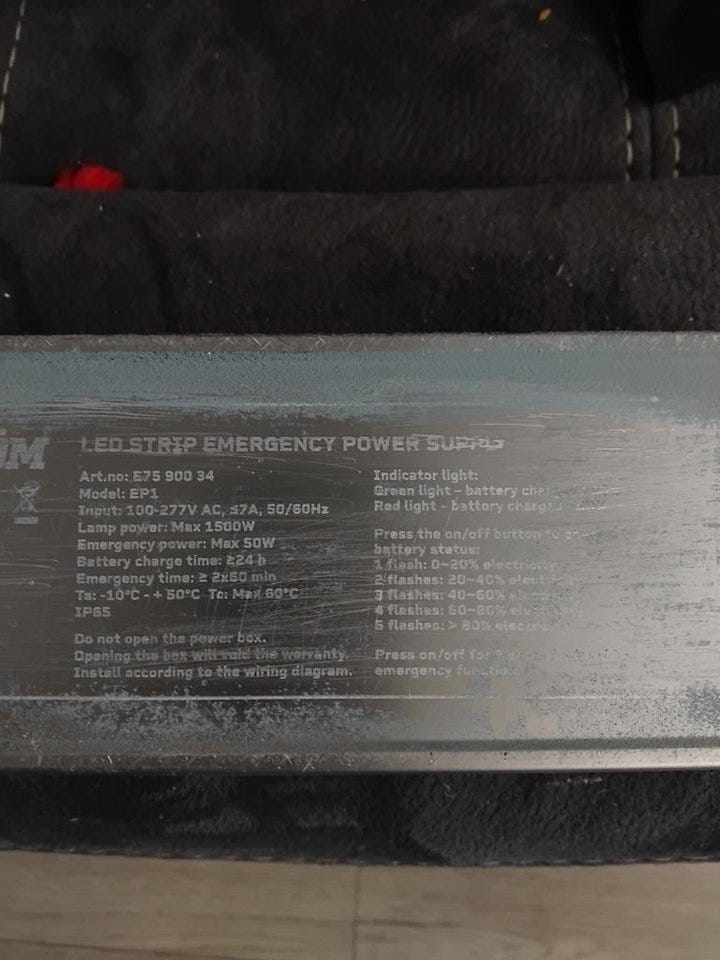 LED STRIP EMERGENCY POWER SUPPLY
Art.no: E75 900 34
Model: EP1
Input: 100-277V AC, ≤7A, 50/60Hz
Lamp power: Max 1500W
Emergency power: Max 50W
Battery charge time: ≥24 h
Emergency time: ≥ 2x60 min
Ta: -10°C - + 50°C Tc: Max 60°C
IP65
Do not open the power box.
Opening the box will void the warranty.
Install according to the wiring diagram.
Indicator light:
Green light - battery
Red light - battery
Press the on/off button to
battery status:
1 flash: 0~20% electricity
2 flashes: 20~40%
3 flashes: 40~60%
4 flashes: 60~80%
5 flashes: > 80%
Press on/off for
emergency function